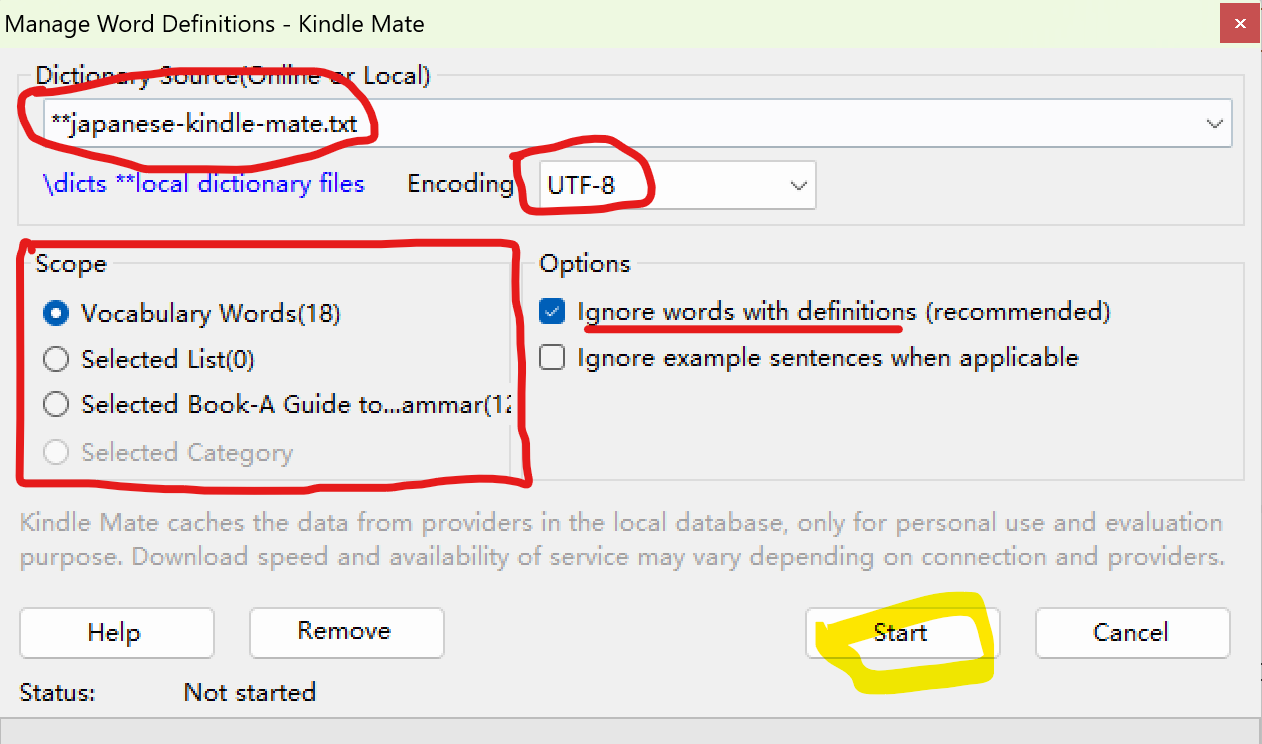 Manage Word Definitions - Kindle Mate
Dictionary Source(Online or Local)
**japanese-kindle-mate.txt
\dicts **local dictionary files Encoding UTF-8
Scope
Vocabulary Words(18)
Selected List(0)
Selected Book-A Guide to...ammar(12
Selected Category
Options
Ignore words with definitions (recommended)
Ignore example sentences when applicable
Kindle Mate caches the data from providers in the local database, only for personal use and evaluation
purpose. Download speed and availability of service may vary depending on connection and providers.
Help Remove Start Cancel
Status: Not started